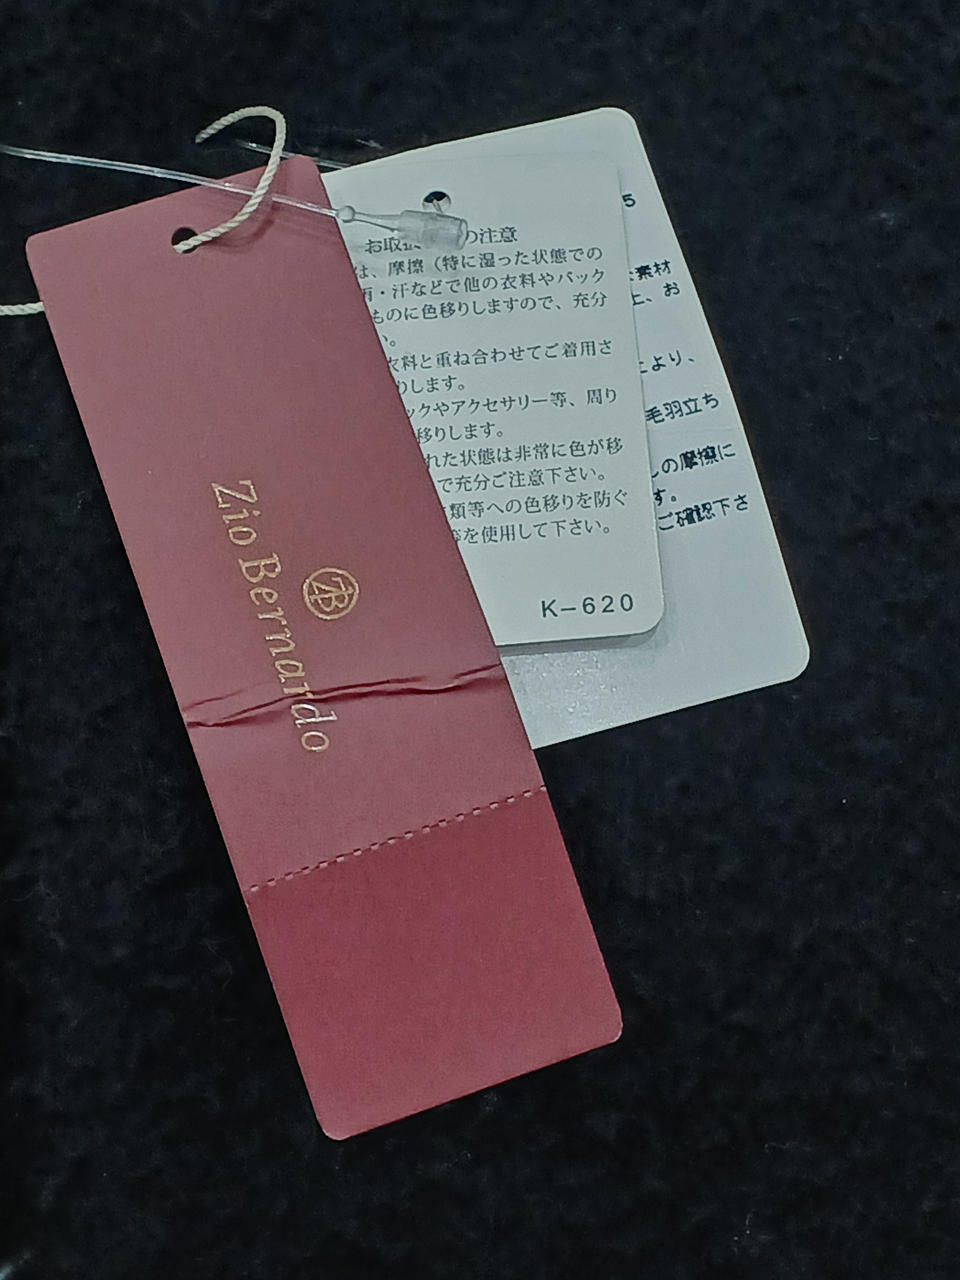 Zio Bernardo
ZB
お取扱 の注意
は、摩擦（特に湿った状態での
雨・汗などで他の衣料やバック
ものに色移りしますので、充分
い。
衣料と重ね合わせてご着用さ
りします。
ックやアクセサリー等、周り
移りします。
れた状態は非常に色が移
で充分ご注意下さい。
類等への色移りを防ぐ
等を使用して下さい。
K-620
5
素材
上、お
により、
毛羽立ち
しの摩擦に
す。
ご確認下さ